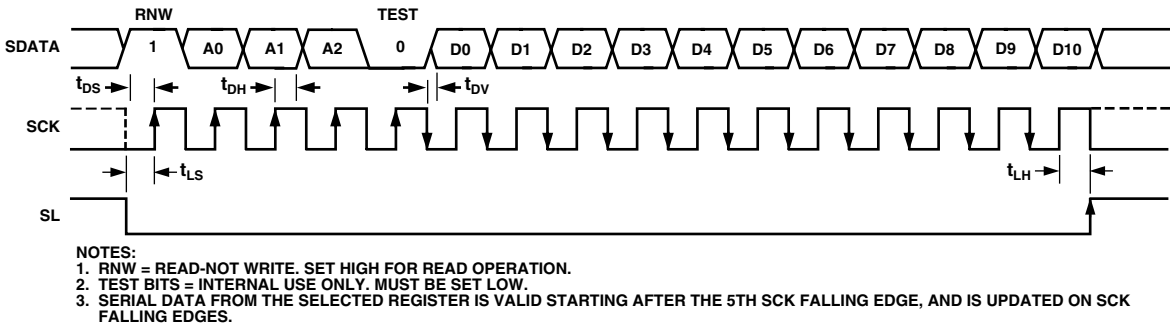 RNW TEST
SDATA 1 A0 A1 A2 0 D0 D1 D2 D3 D4 D5 D6 D7 D8 D9 D10
tDS tDH tDV
SCK
tLS tLH
SL
NOTES:
1. RNW = READ-NOT WRITE. SET HIGH FOR READ OPERATION.
2. TEST BITS = INTERNAL USE ONLY. MUST BE SET LOW.
3. SERIAL DATA FROM THE SELECTED REGISTER IS VALID STARTING AFTER THE 5TH SCK FALLING EDGE, AND IS UPDATED ON SCK
FALLING EDGES.